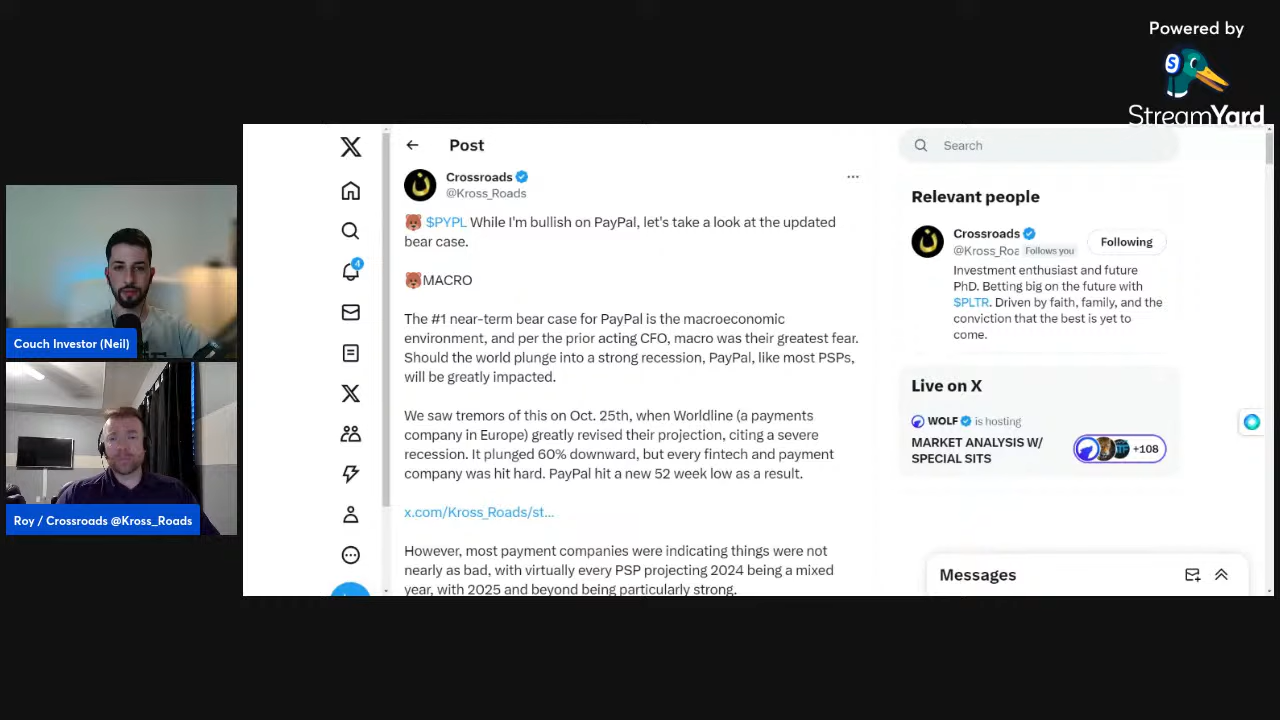 Powered by
StreamYard
Post
Search
Crossroads
@Kross_Roads
$PYPL While I'm bullish on PayPal, let's take a look at the updated
bear case.
MACRO
The #1 near-term bear case for PayPal is the macroeconomic
environment, and per the prior acting CFO, macro was their greatest fear.
Should the world plunge into a strong recession, PayPal, like most PSPs,
will be greatly impacted.
We saw tremors of this on Oct. 25th, when Worldline (a payments
company in Europe) greatly revised their projection, citing a severe
recession. It plunged 60% downward, but every fintech and payment
company was hit hard. PayPal hit a new 52 week low as a result.
x.com/Kross_Roads/st...
However, most payment companies were indicating things were not
nearly as bad, with virtually every PSP projecting 2024 being a mixed
year, with 2025 and beyond being particularly strong.
Relevant people
Crossroads
@Kross_Roa Follows you
Following
Investment enthusiast and future
PhD. Betting big on the future with
$PLTR. Driven by faith, family, and the
conviction that the best is yet to
come.
Live on X
WOLF is hosting
MARKET ANALYSIS W/
SPECIAL SITS
+108
Messages
4
Couch Investor (Neil)
Roy / Crossroads @Kross_Roads